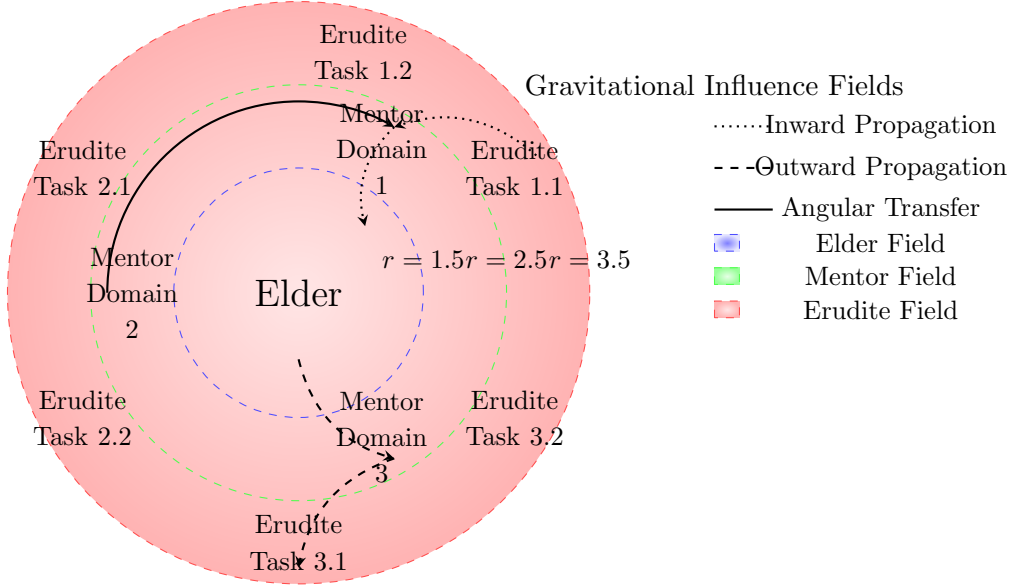 Erudite
Task 1.2
Gravitational Influence Fields
Mentor
Domain
1
Inward Propagation
Erudite
Task 2.1
Erudite
Task 1.1
Outward Propagation
Angular Transfer
Elder Field
Mentor
Domain
2
r = 1.5r = 2.5r = 3.5
Mentor Field
Elder
Erudite Field
Erudite
Task 2.2
Mentor
Domain
3
Erudite
Task 3.2
Erudite
Task 3.1